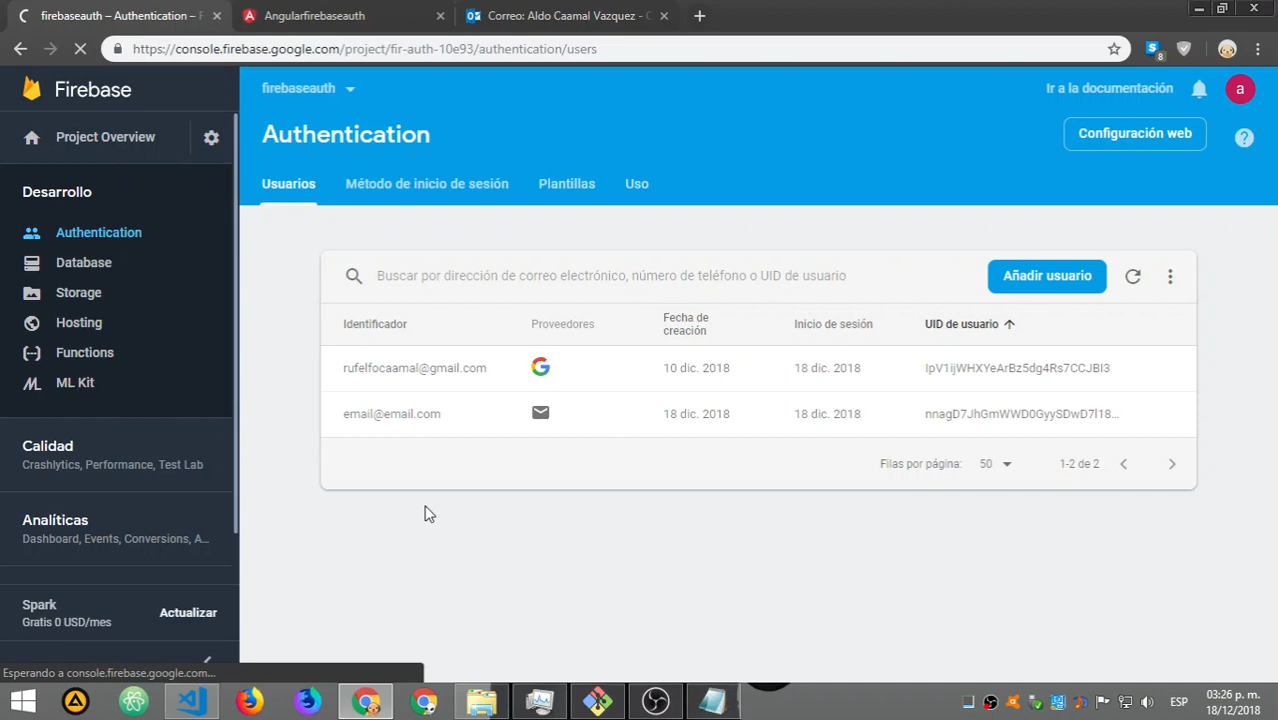 firebaseauth – Authentication – F
Angularfirebaseauth
Correo: Aldo Caamal Vazquez - O
https://console.firebase.google.com/project/fir-auth-10e93/authentication/users
8
Firebase
firebaseauth
Ir a la documentación
a
Project Overview
Authentication
Configuración web
Usuarios
Método de inicio de sesión
Plantillas
Uso
Desarrollo
Authentication
Database
Storage
Hosting
Functions
ML Kit
Buscar por dirección de correo electrónico, número de teléfono o UID de usuario
Añadir usuario
Identificador
Proveedores
Fecha de
creación
Inicio de sesión
UID de usuario
rufelfocaamal@gmail.com
10 dic. 2018
18 dic. 2018
IpV1ijWHXYeArBz5dg4Rs7CCJBI3
email@email.com
18 dic. 2018
18 dic. 2018
nnagD7JhGmWWD0GyySDwD7l18...
Filas por página:
50
1-2 de 2
Calidad
Crashlytics, Performance, Test Lab
Analíticas
Dashboard, Events, Conversions, A...
Spark
Gratis 0 USD/mes
Actualizar
Esperando a console.firebase.google.com...
ESP
03:26 p. m.
18/12/2018